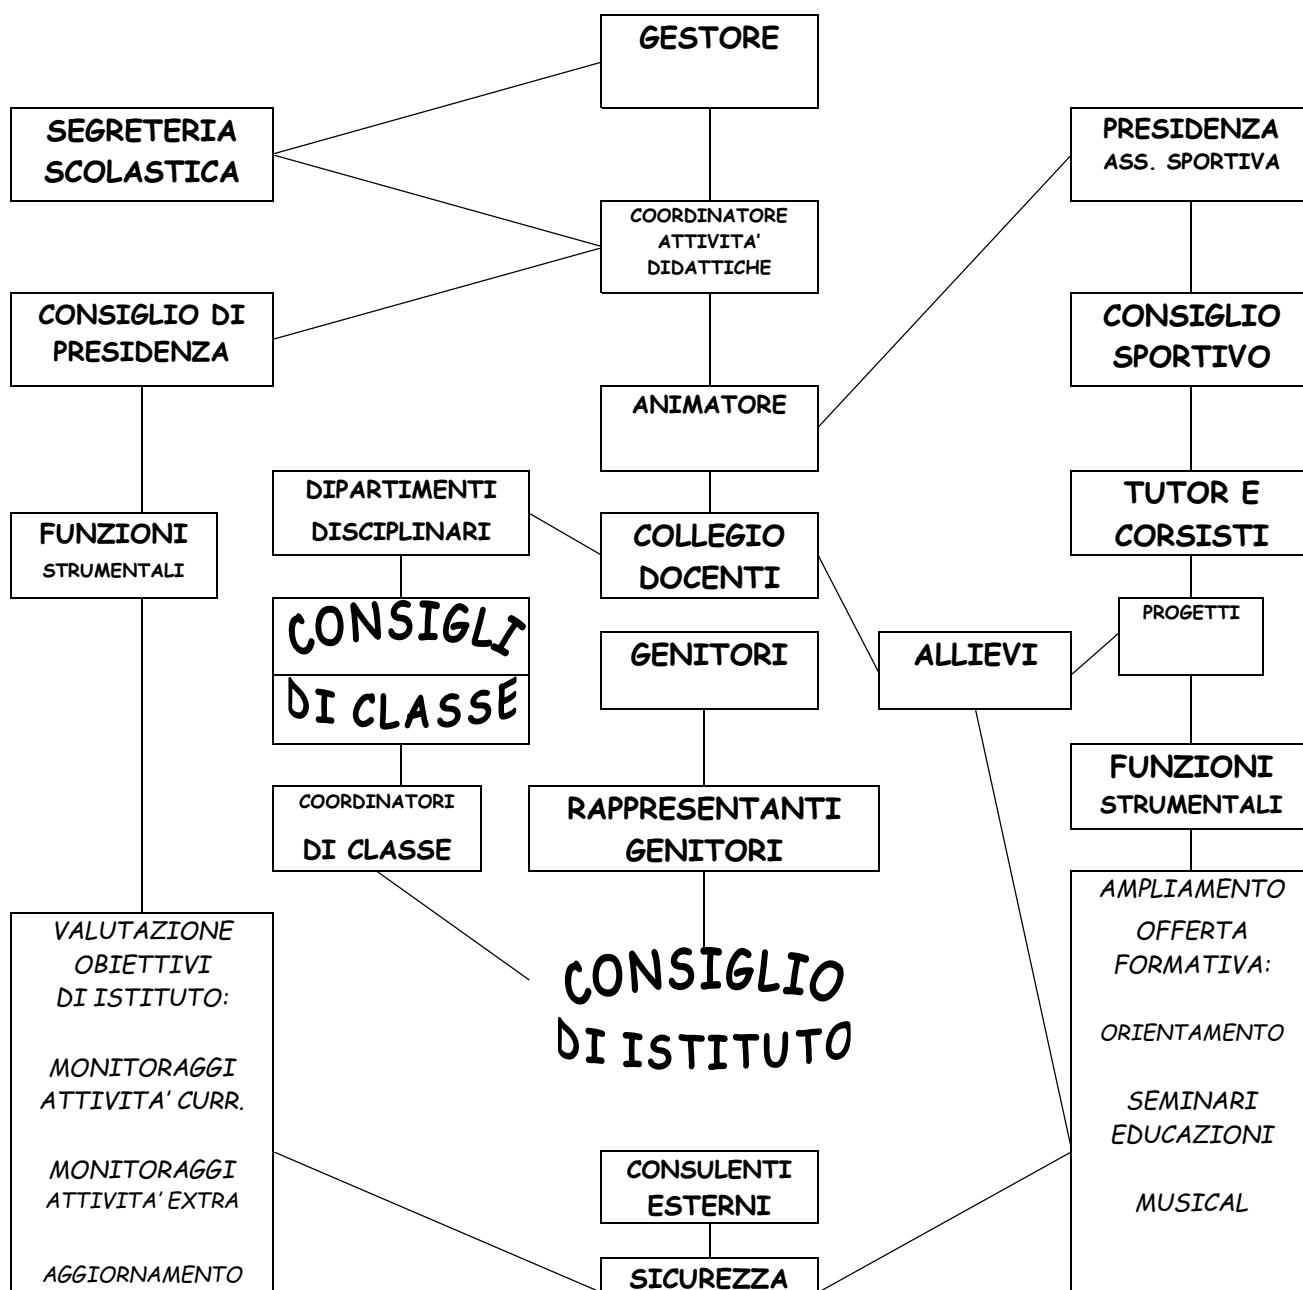 GESTORE
SEGRETERIA
SCOLASTICA
PRESIDENZA
ASS. SPORTIVA
COORDINATORE
ATTIVITA'
DIDATTICHE
CONSIGLIO DI
PRESIDENZA
CONSIGLIO
SPORTIVO
ANIMATORE
DIPARTIMENTI
DISCIPLINARI
TUTOR E
CORSISTI
FUNZIONI
STRUMENTALI
COLLEGIO
DOCENTI
CONSIGLI
DI CLASSE
GENITORI
ALLIEVI
PROGETTI
FUNZIONI
STRUMENTALI
COORDINATORI
DI CLASSE
RAPPRESENTANTI
GENITORI
AMPLIAMENTO
OFFERTA
FORMATIVA:
ORIENTAMENTO
SEMINARI
EDUCAZIONI
MUSICAL
VALUTAZIONE
OBIETTIVI
DI ISTITUTO:
MONITORAGGI
ATTIVITA' CURR.
MONITORAGGI
ATTIVITA' EXTRA
AGGIORNAMENTO
CONSIGLIO
DI ISTITUTO
CONSULENTI
ESTERNI
SICUREZZA